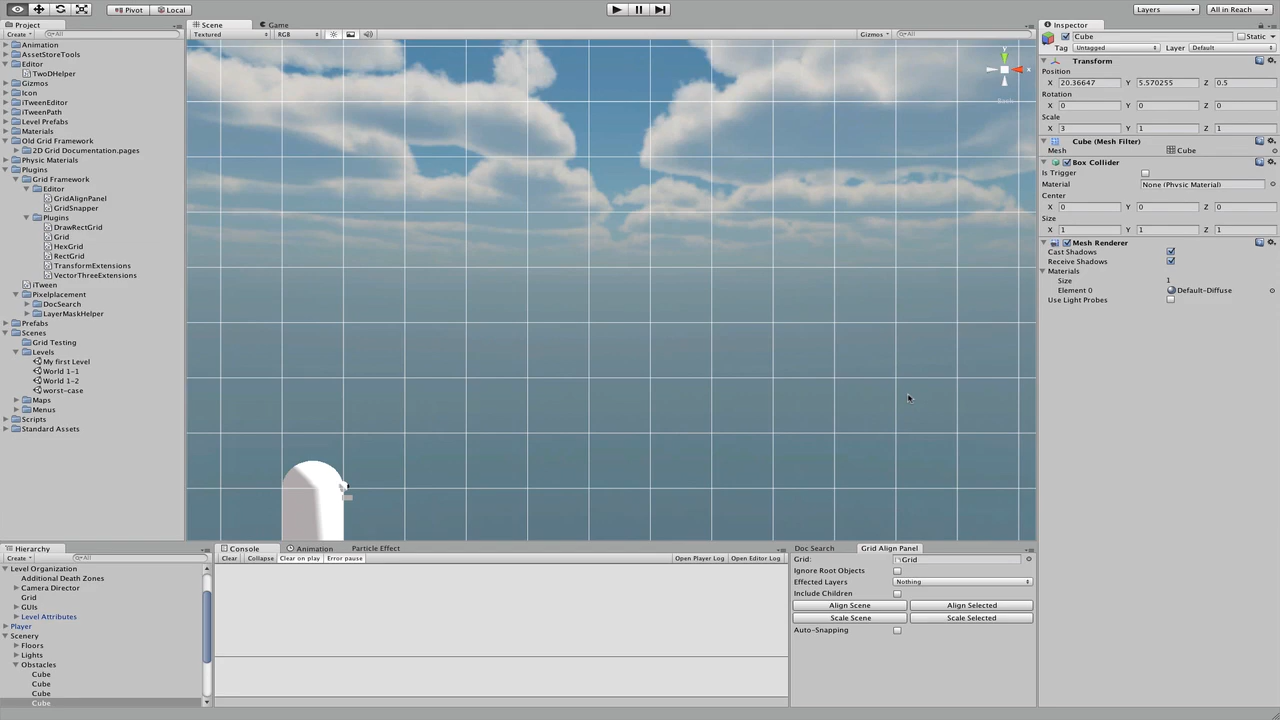 Pivot Local
Layers All in Reach
Project
Create All
Animation
AssetStoreTools
Editor
TwoDHelper
Gizmos
Icon
iTweenEditor
iTweenPath
Level Prefabs
Materials
Old Grid Framework
2D Grid Documentation.pages
Physic Materials
Plugins
Grid Framework
Editor
GridAlignPanel
GridSnapper
Plugins
DrawRectGrid
Grid
HexGrid
RectGrid
TransformExtensions
VectorThreeExtensions
iTween
Pixelplacement
DocSearch
LayerMaskHelper
Prefabs
Scenes
Grid Testing
Levels
My first Level
World 1-1
World 1-2
worst-case
Maps
Menus
Scripts
Standard Assets
Scene Game
Textured RGB Gizmos All
y
x
Back
Inspector
Cube Static
Tag Untagged Layer Default
Transform
Position
X 20.36647 Y 5.570255 Z 0.5
Rotation
X 0 Y 0 Z 0
Scale
X 3 Y 1 Z 1
Cube (Mesh Filter)
Mesh Cube
Box Collider
Is Trigger
Material None (Physic Material)
Center
X 0 Y 0 Z 0
Size
X 1 Y 1 Z 1
Mesh Renderer
Cast Shadows
Receive Shadows
Materials
Size 1
Element 0 Default-Diffuse
Use Light Probes
Hierarchy
Create All
Level Organization
Additional Death Zones
Camera Director
Grid
GUIs
Level Attributes
Player
Scenery
Floors
Lights
Obstacles
Cube
Cube
Cube
Cube
Console Animation Particle Effect
Clear Collapse Clear on play Error pause Open Player Log Open Editor Log
Doc Search Grid Align Panel
Grid: Grid
Ignore Root Objects
Effected Layers Nothing
Include Children
Align Scene Align Selected
Scale Scene Scale Selected
Auto-Snapping